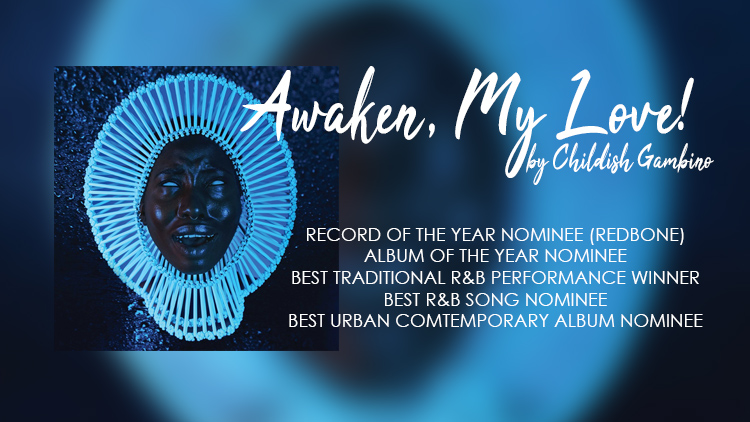 Awaken, My Love!
by Childish Gambino
RECORD OF THE YEAR NOMINEE (REDBONE)
ALBUM OF THE YEAR NOMINEE
BEST TRADITIONAL R&B PERFORMANCE WINNER
BEST R&B SONG NOMINEE
BEST URBAN COMTEMPORARY ALBUM NOMINEE